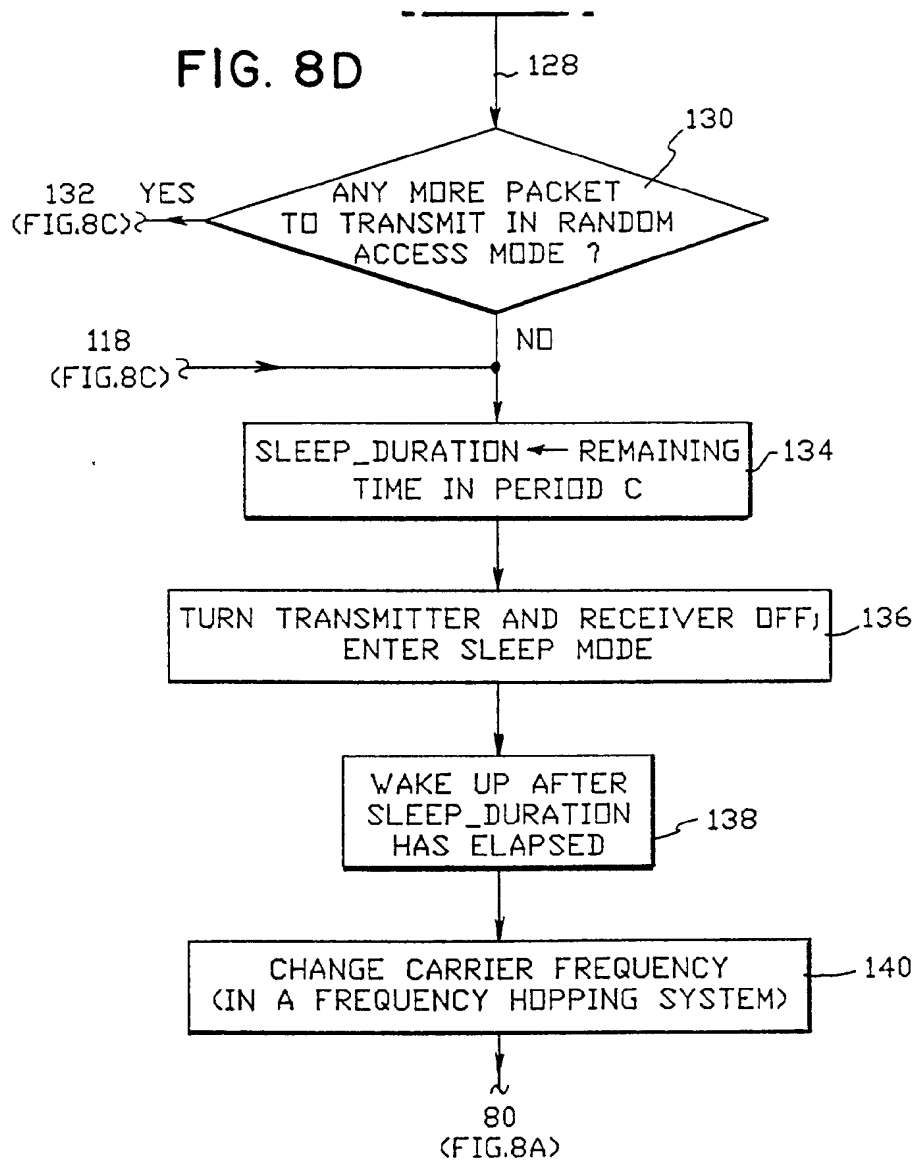 FIG. 8D
128
130
132 YES
(FIG.8C)
ANY MORE PACKET
TO TRANSMIT IN RANDOM
ACCESS MODE ?
NO
118
(FIG.8C)
SLEEP_DURATION ← REMAINING
TIME IN PERIOD C
134
TURN TRANSMITTER AND RECEIVER OFF;
ENTER SLEEP MODE
136
WAKE UP AFTER
SLEEP_DURATION
HAS ELAPSED
138
CHANGE CARRIER FREQUENCY
(IN A FREQUENCY HOPPING SYSTEM)
140
80
(FIG.8A)